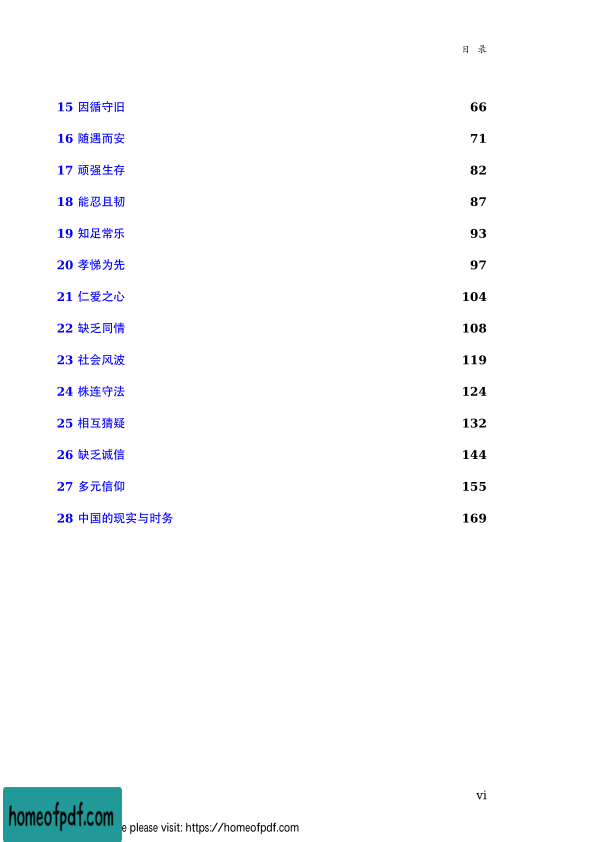 目 录
15 因循守旧 66
16 随遇而安 71
17 顽强生存 82
18 能忍且韧 87
19 知足常乐 93
20 孝悌为先 97
21 仁爱之心 104
22 缺乏同情 108
23 社会风波 119
24 株连守法 124
25 相互猜疑 132
26 缺乏诚信 144
27 多元信仰 155
28 中国的现实与时务 169
vi
homeofpdf.com
e please visit: https://homeofpdf.com